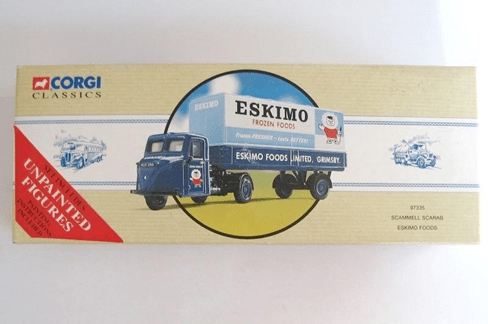 CORGI
CLASSICS
ESKIMO
ESKIMO
FROZEN FOODS
Frozen FRESHER - taste BETTER!
ESKIMO FOODS LIMITED, GRIMSBY.
UNPAINTED
FIGURES
97335
SCAMMELL SCARAB
ESKIMO FOODS